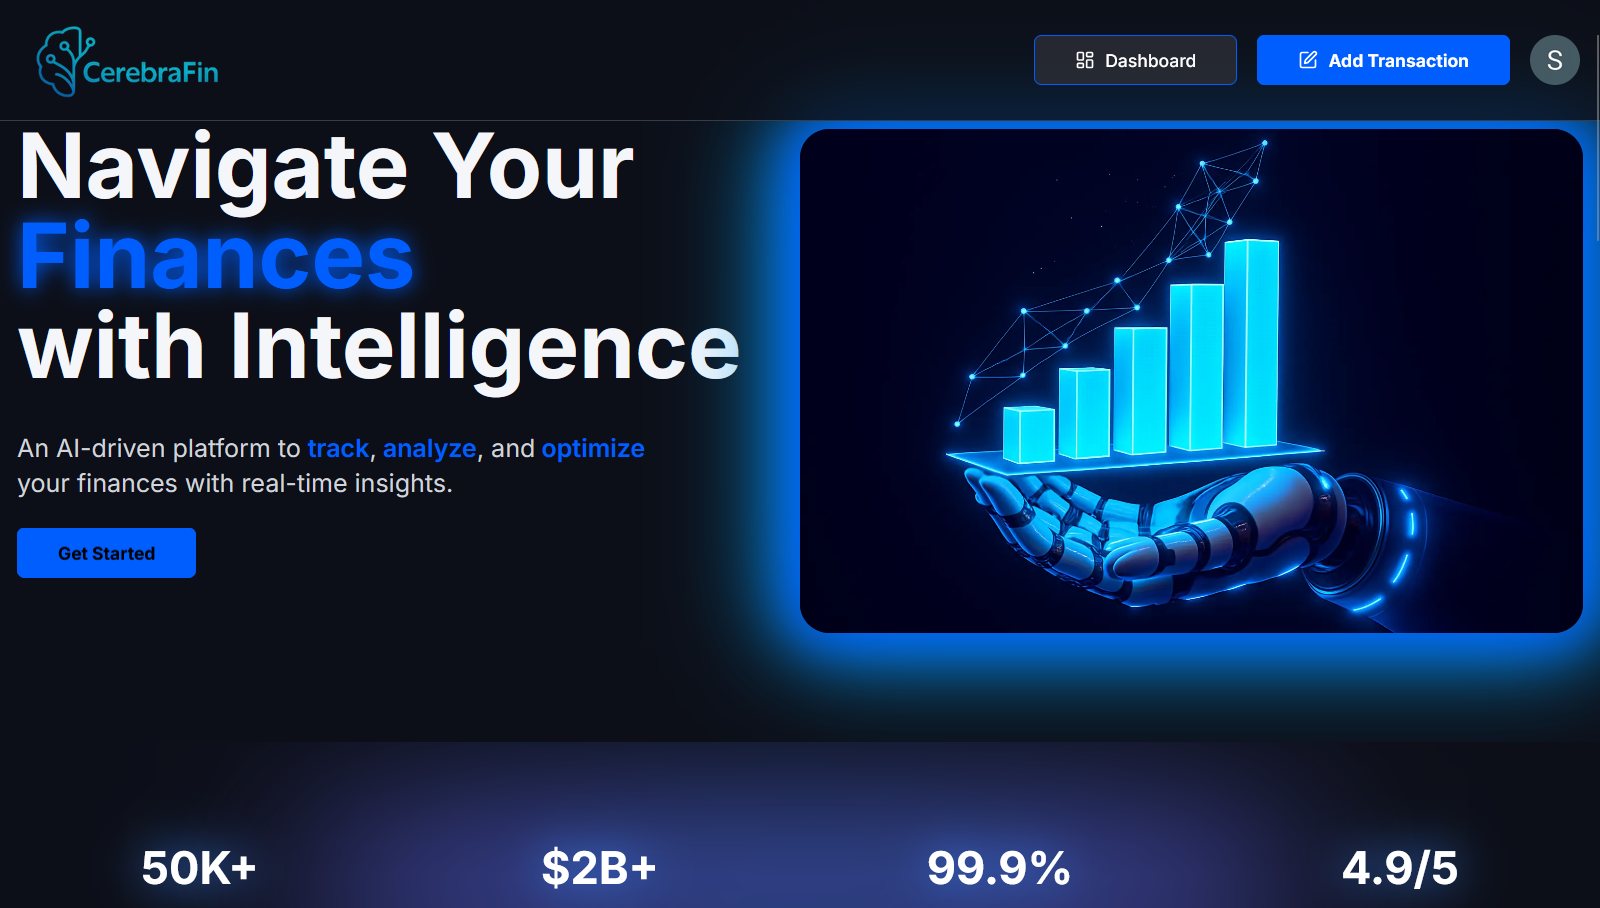 CerebraFin
Dashboard
Add Transaction
S
Navigate Your
Finances
with Intelligence
An AI-driven platform to track, analyze, and optimize
your finances with real-time insights.
Get Started
50K+
$2B+
99.9%
4.9/5